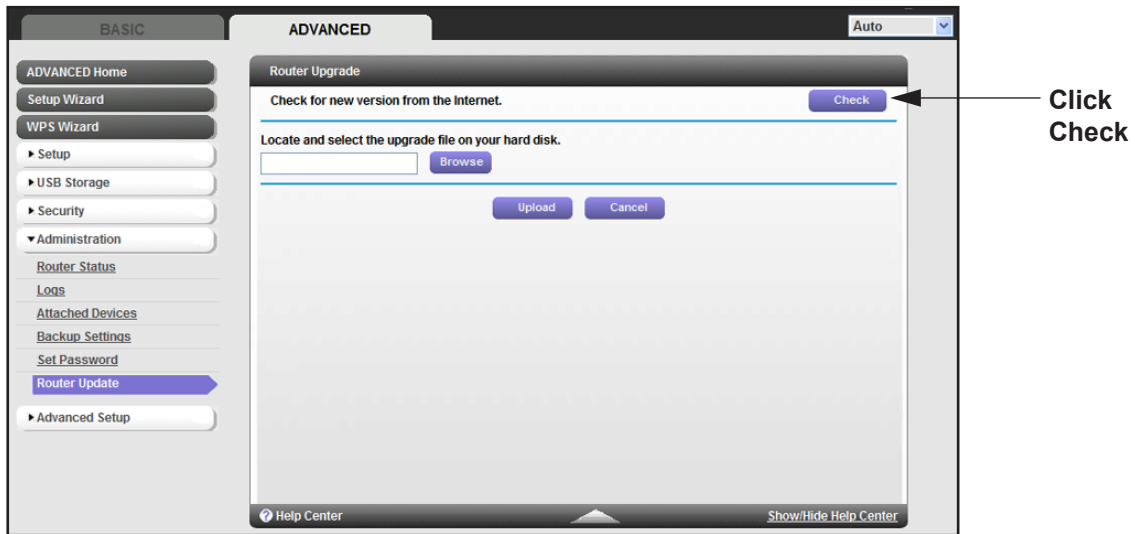 BASIC
ADVANCED
Auto
ADVANCED Home
Setup Wizard
WPS Wizard
Setup
USB Storage
Security
Administration
Router Status
Logs
Attached Devices
Backup Settings
Set Password
Router Update
Advanced Setup
Router Upgrade
Check for new version from the Internet.
Check
Locate and select the upgrade file on your hard disk.
Browse
Upload
Cancel
Help Center
Show/Hide Help Center
Click
Check